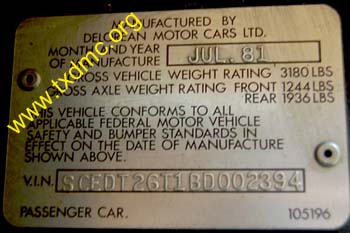 MANUFACTURED BY
DELOREAN MOTOR CARS LTD.
MONTH AND YEAR
OF MANUFACTURE JUL. 81
GROSS VEHICLE WEIGHT RATING 3180 LBS
GROSS AXLE WEIGHT RATING FRONT 1244 LBS
REAR 1936 LBS
THIS VEHICLE CONFORMS TO ALL
APPLICABLE FEDERAL MOTOR VEHICLE
SAFETY AND BUMPER STANDARDS IN
EFFECT ON THE DATE OF MANUFACTURE
SHOWN ABOVE.
V.I.N. SCEDT26T1BD002394
PASSENGER CAR. 105196
www.txdmc.org